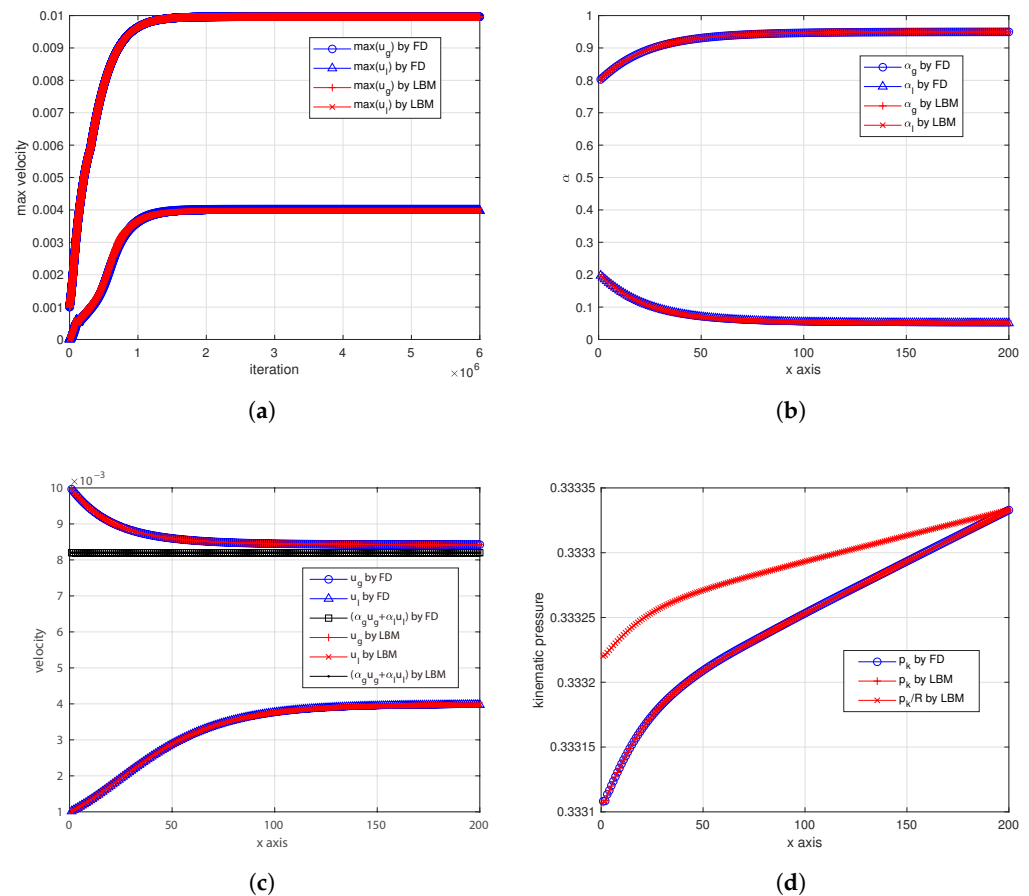 0.01
0.009
0.008
0.007
0.006
0.005
0.004
0.003
0.002
0.001
0
max velocity
0 1 2 3 4 5 6
×10^6
iteration
max(u_g) by FD
max(u_l) by FD
max(u_g) by LBM
max(u_l) by LBM
(a)
1
0.9
0.8
0.7
0.6
0.5
0.4
0.3
0.2
0.1
0
α
0 50 100 150 200
x axis
α_g by FD
α_l by FD
α_g by LBM
α_l by LBM
(b)
×10^−3
10
9
8
7
6
5
4
3
2
1
velocity
0 50 100 150 200
x axis
u_g by FD
u_l by FD
(α_g u_g+α_l u_l) by FD
u_g by LBM
u_l by LBM
(α_g u_g+α_l u_l) by LBM
(c)
0.33335
0.3333
0.33325
0.3332
0.33315
0.3331
kinematic pressure
0 50 100 150 200
x axis
p_k by FD
p_k by LBM
p_k/R by LBM
(d)